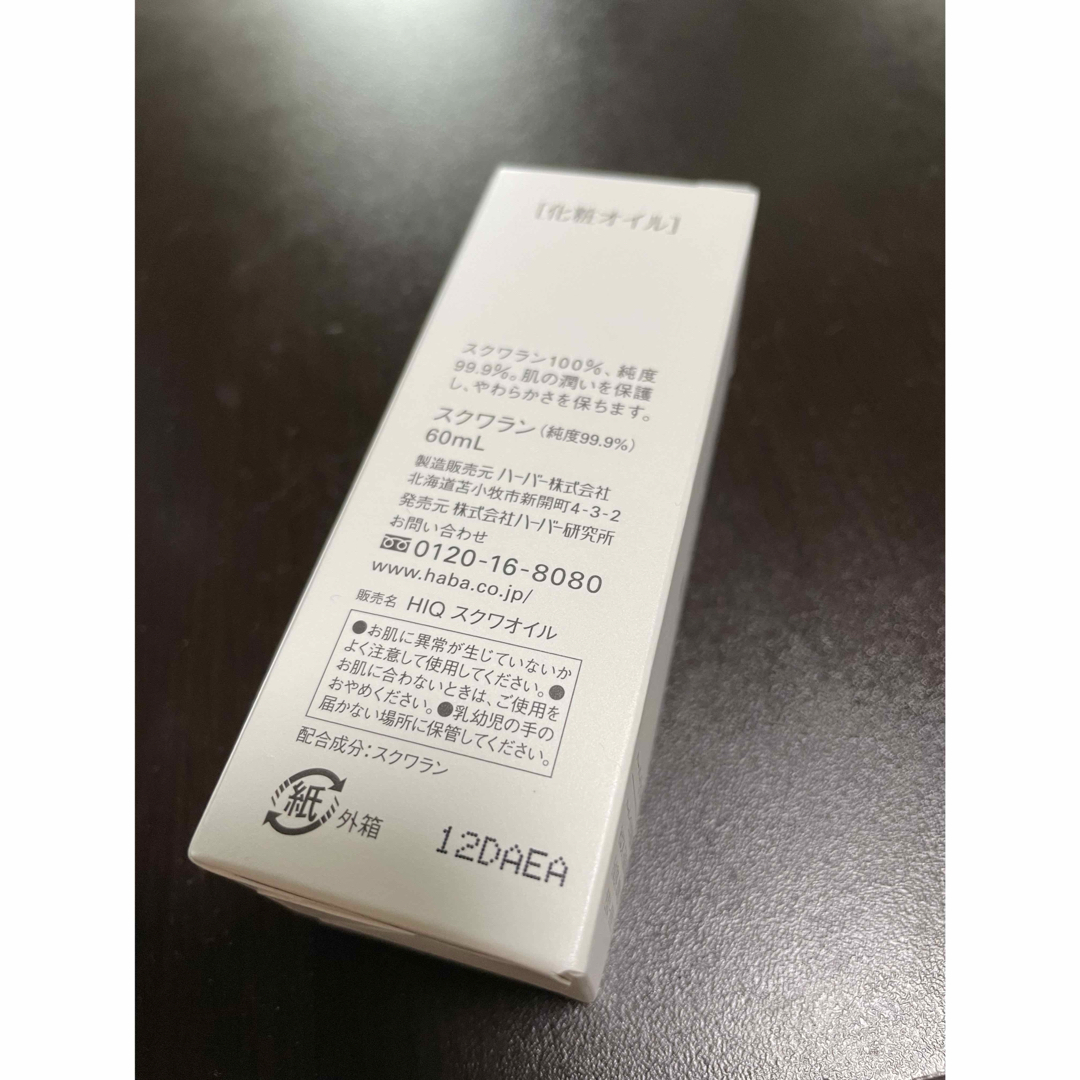 ［化粧オイル］
スクワラン100%、純度
99.9%。肌の潤いを保護
し、やわらかさを保ちます。
スクワラン（純度99.9%）
60mL
製造販売元 ハーバー株式会社
北海道苫小牧市新開町4-3-2
発売元 株式会社ハーバー研究所
お問い合わせ
0120-16-8080
www.haba.co.jp/
販売名 HIQ スクワオイル
●お肌に異常が生じていないか
よく注意して使用してください。●
お肌に合わないときは、ご使用を
おやめください。●乳幼児の手の
届かない場所に保管してください。
配合成分：スクワラン
紙 外箱
12DAEA